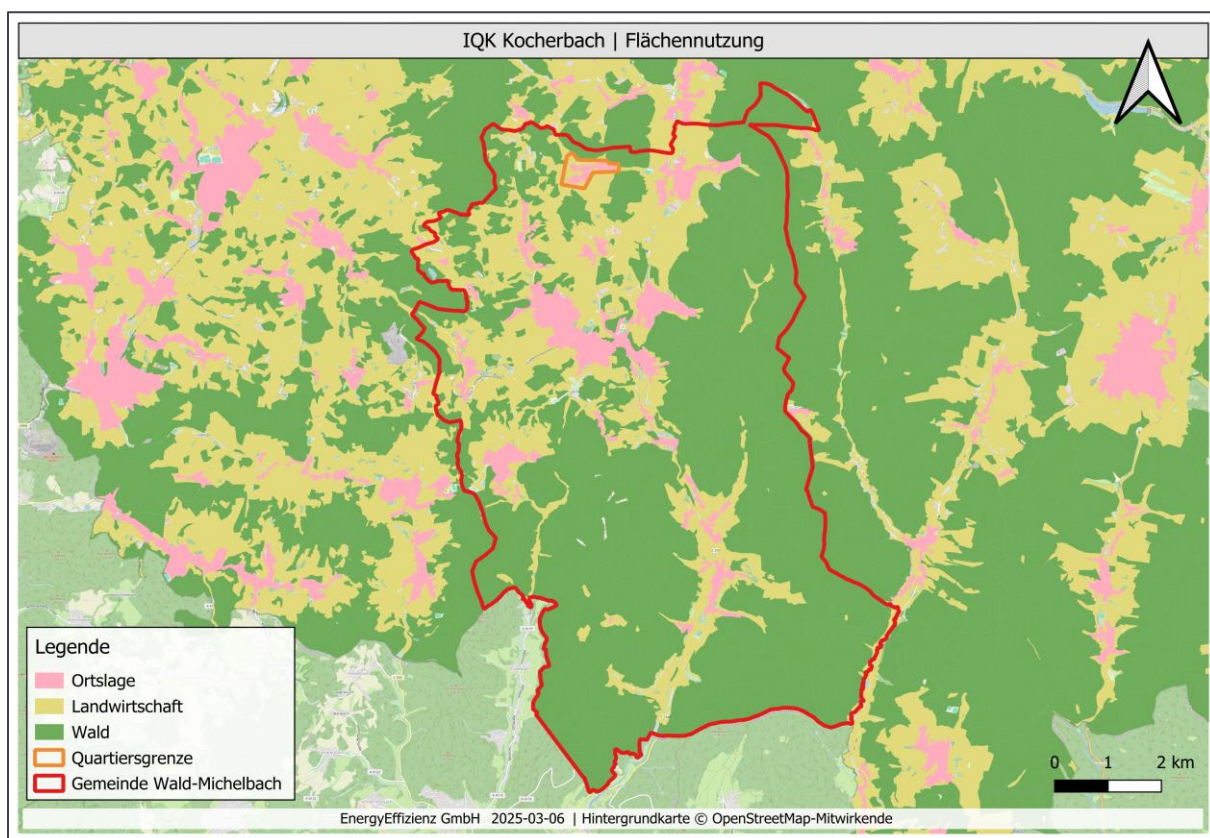 IQK Kocherbach | Flächennutzung
Legende
Ortslage
Landwirtschaft
Wald
Quartiersgrenze
Gemeinde Wald-Michelbach
0 1 2 km
EnergyEffizienz GmbH 2025-03-06 | Hintergrundkarte © OpenStreetMap-Mitwirkende